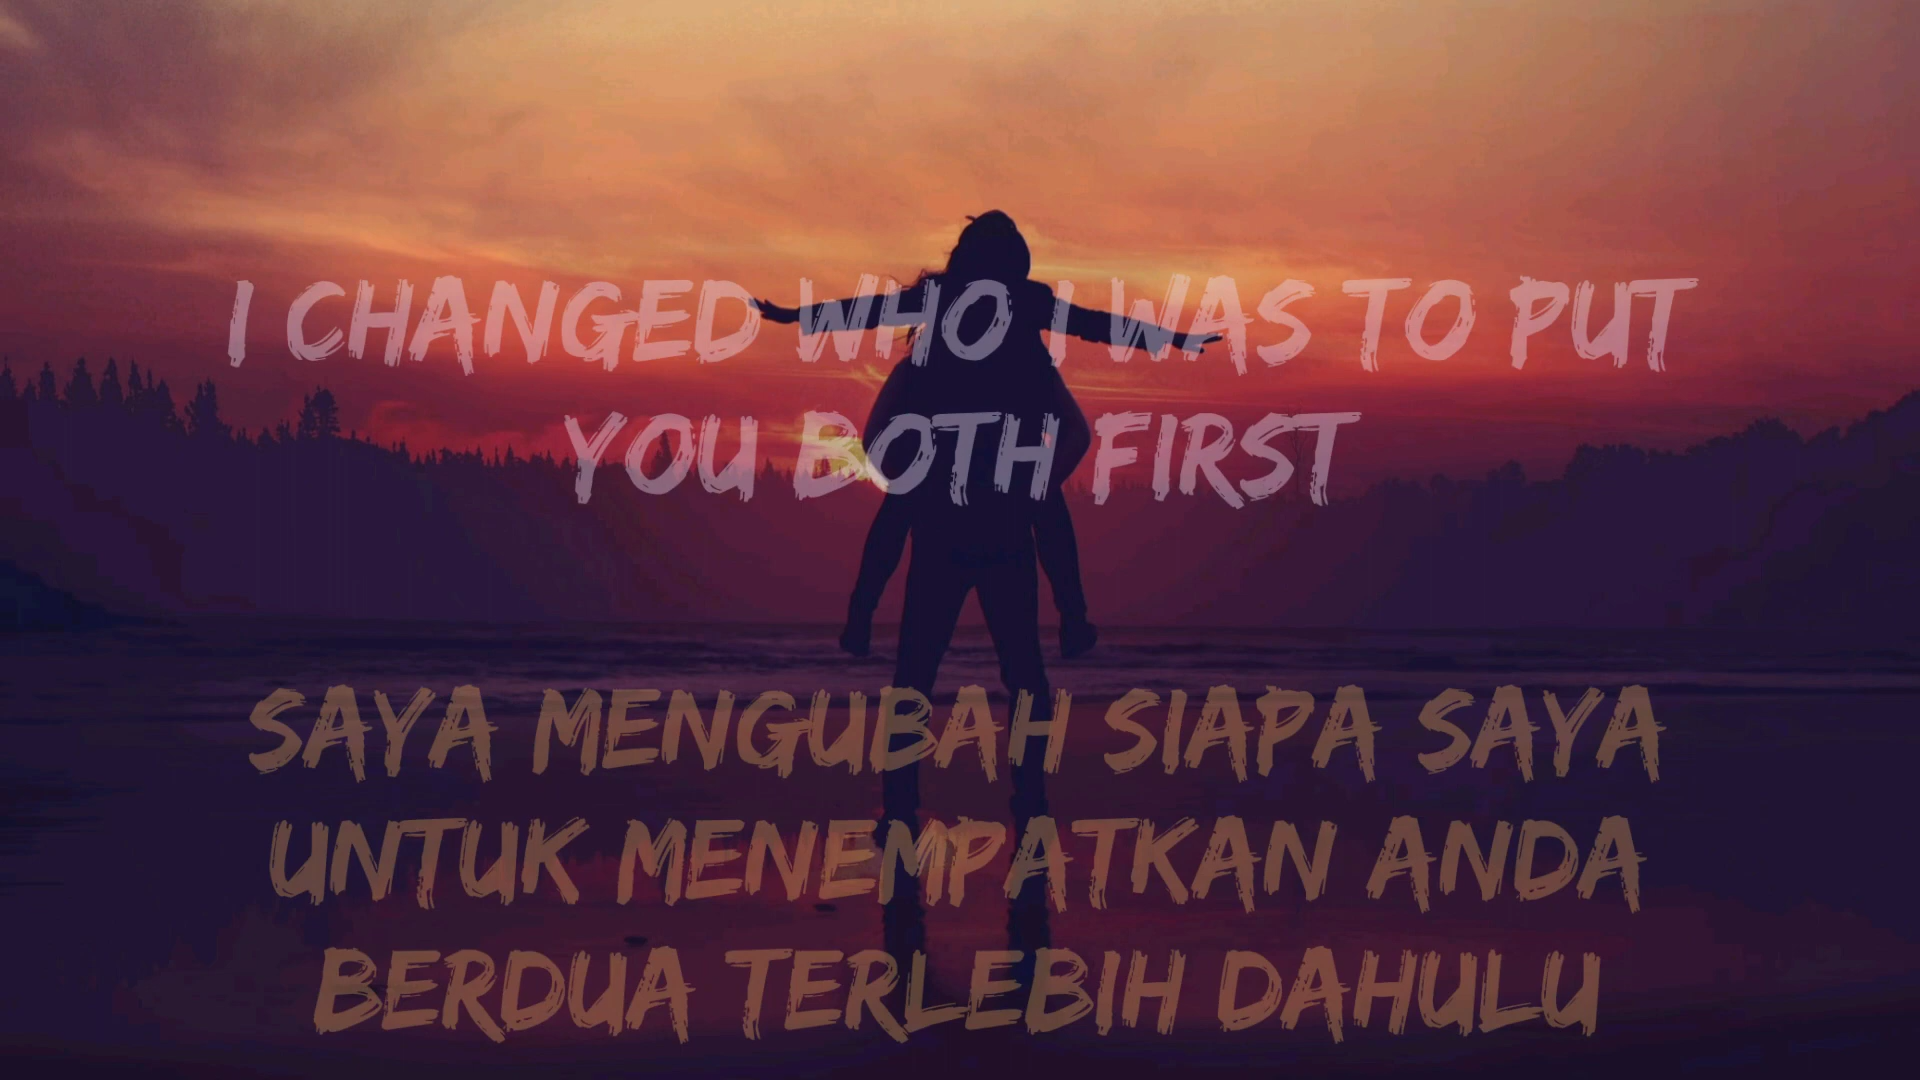 I CHANGED WHO I WAS TO PUT
YOU BOTH FIRST
SAYA MENGUBAH SIAPA SAYA
UNTUK MENEMPATKAN ANDA
BERDUA TERLEBIH DAHULU